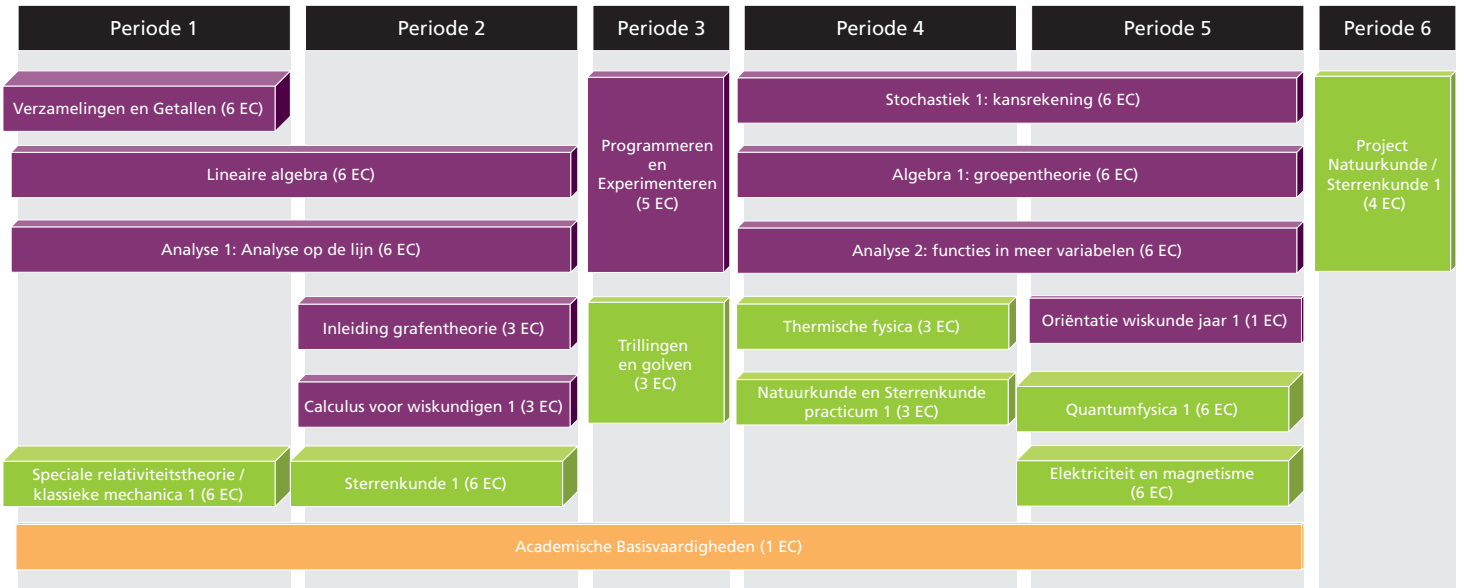 Periode 1
Periode 2
Periode 3
Periode 4
Periode 5
Periode 6
Verzamelingen en Getallen (6 EC)
Lineaire algebra (6 EC)
Analyse 1: Analyse op de lijn (6 EC)
Inleiding grafentheorie (3 EC)
Calculus voor wiskundigen 1 (3 EC)
Speciale relativiteitstheorie /
klassieke mechanica 1 (6 EC)
Sterrenkunde 1 (6 EC)
Programmeren
en
Experimenteren
(5 EC)
Trillingen
en golven
(3 EC)
Stochastiek 1: kansrekening (6 EC)
Algebra 1: groepentheorie (6 EC)
Analyse 2: functies in meer variabelen (6 EC)
Thermische fysica (3 EC)
Oriëntatie wiskunde jaar 1 (1 EC)
Natuurkunde en Sterrenkunde
practicum 1 (3 EC)
Quantumfysica 1 (6 EC)
Elektriciteit en magnetisme
(6 EC)
Project
Natuurkunde /
Sterrenkunde 1
(4 EC)
Academische Basisvaardigheden (1 EC)